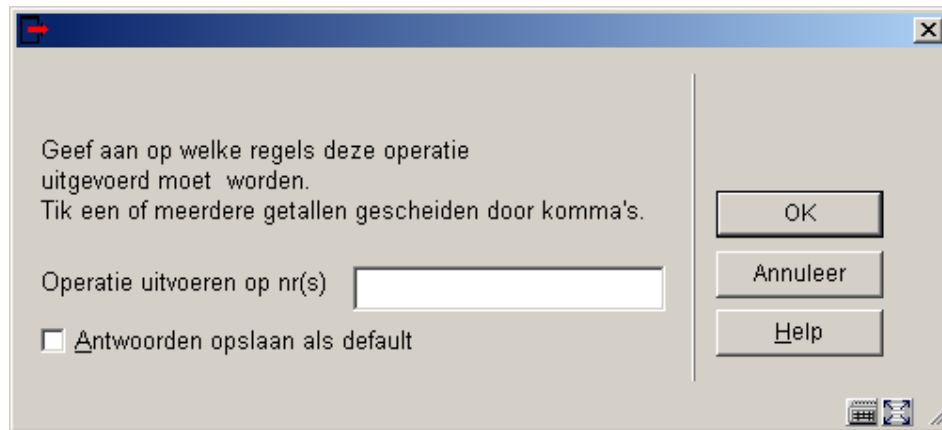 Geef aan op welke regels deze operatie
uitgevoerd moet  worden.
Tik een of meerdere getallen gescheiden door komma's.
OK
Operatie uitvoeren op nr(s)
Annuleer
Antwoorden opslaan als default
Help